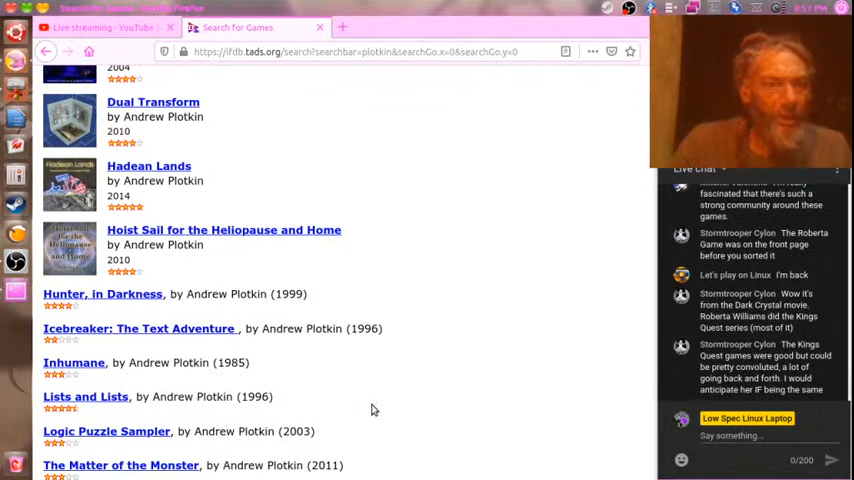 Search for Games - Mozilla Firefox
8:57 PM
Live streaming - YouTube S
Search for Games
https://ifdb.tads.org/search?searchbar=plotkin&searchGo.x=0&searchGo.y=0
2004
Dual Transform
by Andrew Plotkin
2010
Hadean Lands
by Andrew Plotkin
2014
Hoist Sail for the Heliopause and Home
by Andrew Plotkin
2010
Hunter, in Darkness, by Andrew Plotkin (1999)
Icebreaker: The Text Adventure , by Andrew Plotkin (1996)
Inhumane, by Andrew Plotkin (1985)
Lists and Lists, by Andrew Plotkin (1996)
Logic Puzzle Sampler, by Andrew Plotkin (2003)
The Matter of the Monster, by Andrew Plotkin (2011)
Live chat
fascinated that there's such a
strong community around these
games.
Stormtrooper Cylon The Roberta
Game was on the front page
before you sorted it
Let's play on Linux I'm back
Stormtrooper Cylon Wow it's
from the Dark Crystal movie.
Roberta Williams did the Kings
Quest series (most of it)
Stormtrooper Cylon The Kings
Quest games were good but could
be pretty convoluted, a lot of
going back and forth. I would
anticipate her IF being the same
Low Spec Linux Laptop
Say something...
0/200